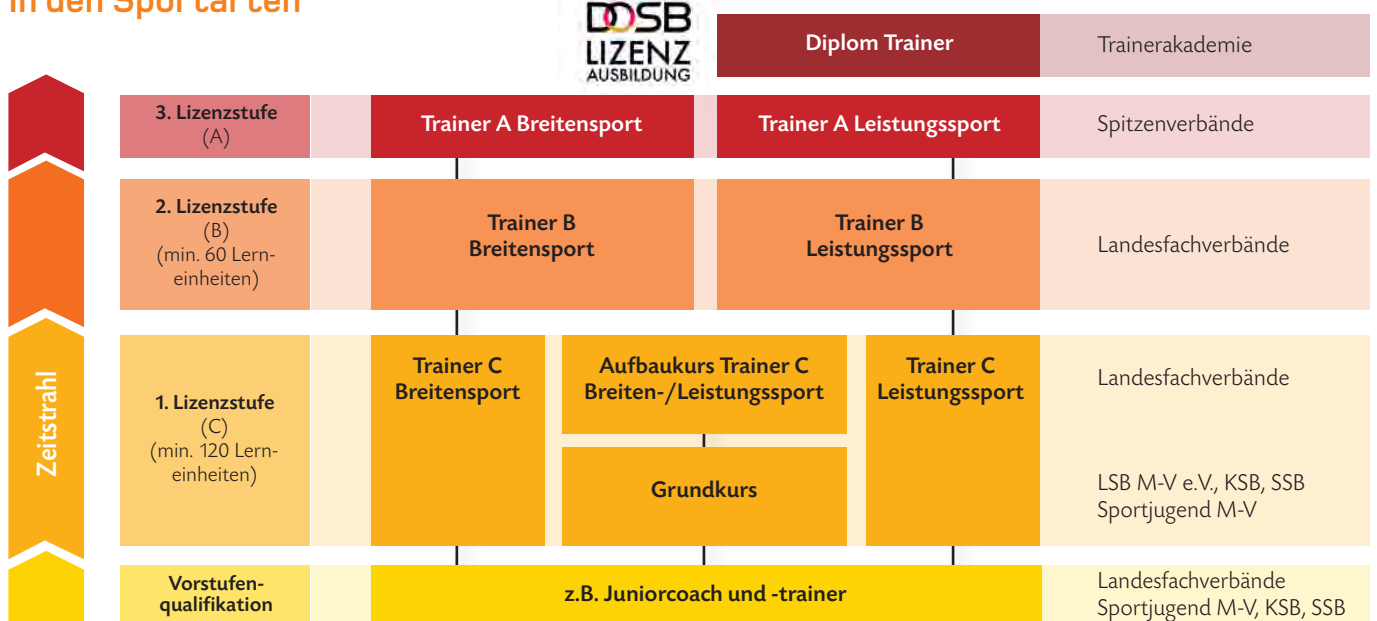 in den Sportarten
DOSB
LIZENZ
AUSBILDUNG
Diplom Trainer
Trainerakademie
3. Lizenzstufe
(A)
Trainer A Breitensport
Trainer A Leistungssport
Spitzenverbände
2. Lizenzstufe
(B)
(min. 60 Lern-
einheiten)
Trainer B
Breitensport
Trainer B
Leistungssport
Landesfachverbände
Zeitstrahl
1. Lizenzstufe
(C)
(min. 120 Lern-
einheiten)
Trainer C
Breitensport
Aufbaukurs Trainer C
Breiten-/Leistungssport
Trainer C
Leistungssport
Landesfachverbände
Grundkurs
LSB M-V e.V., KSB, SSB
Sportjugend M-V
Vorstufen-
qualifikation
z.B. Juniorcoach und -trainer
Landesfachverbände
Sportjugend M-V, KSB, SSB